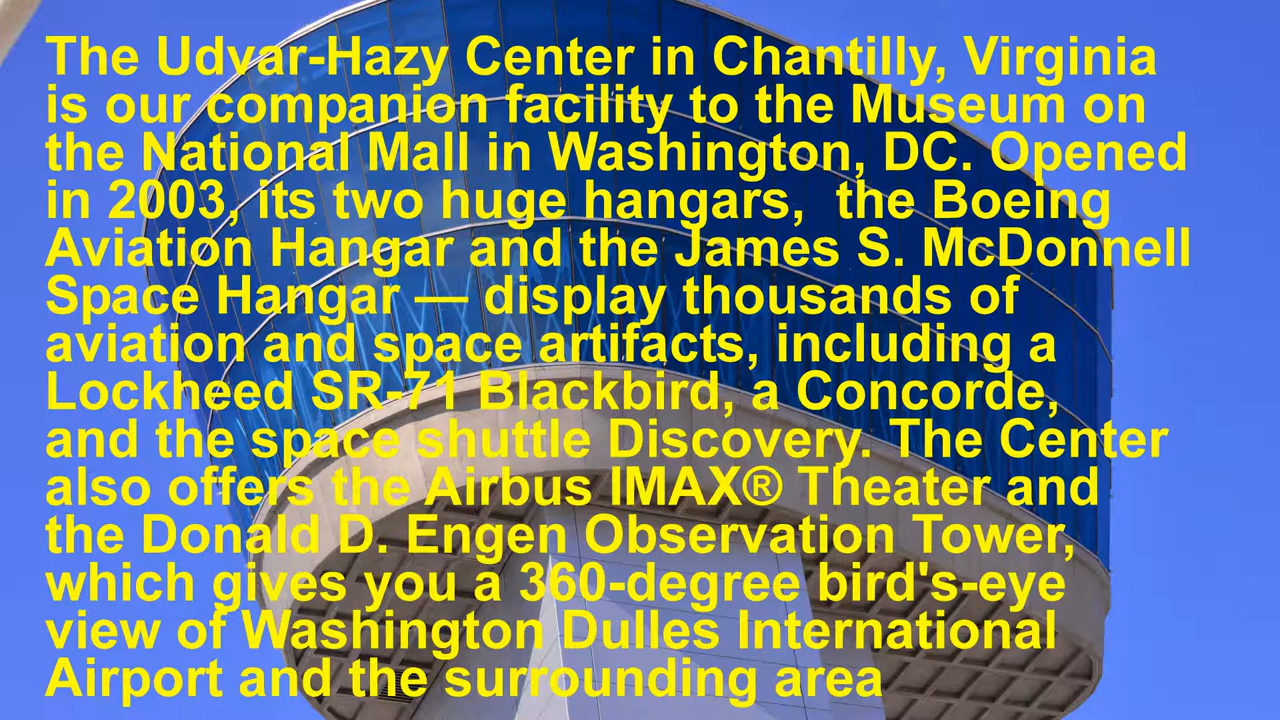 The Udvar-Hazy Center in Chantilly, Virginia
is our companion facility to the Museum on
the National Mall in Washington, DC. Opened
in 2003, its two huge hangars,  the Boeing
Aviation Hangar and the James S. McDonnell
Space Hangar — display thousands of
aviation and space artifacts, including a
Lockheed SR-71 Blackbird, a Concorde,
and the space shuttle Discovery. The Center
also offers the Airbus IMAX® Theater and
the Donald D. Engen Observation Tower,
which gives you a 360-degree bird's-eye
view of Washington Dulles International
Airport and the surrounding area